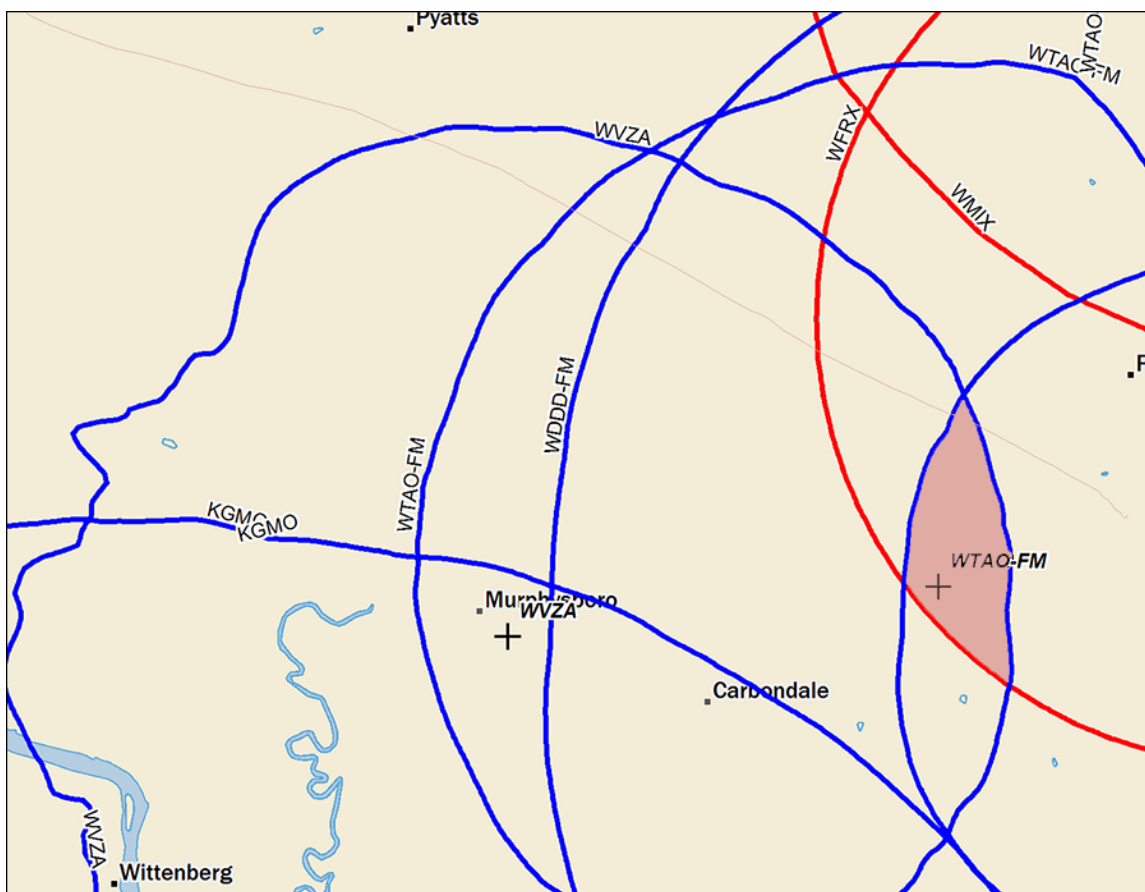 Pyatts
WTAO-FM
WTAO
WVZA
WFRX
WMIX
WDDD-FM
WTAO-FM
KGMO
KGMO
WTAO-FM
Murphysboro
WVZA
Carbondale
WVZA
Wittenberg